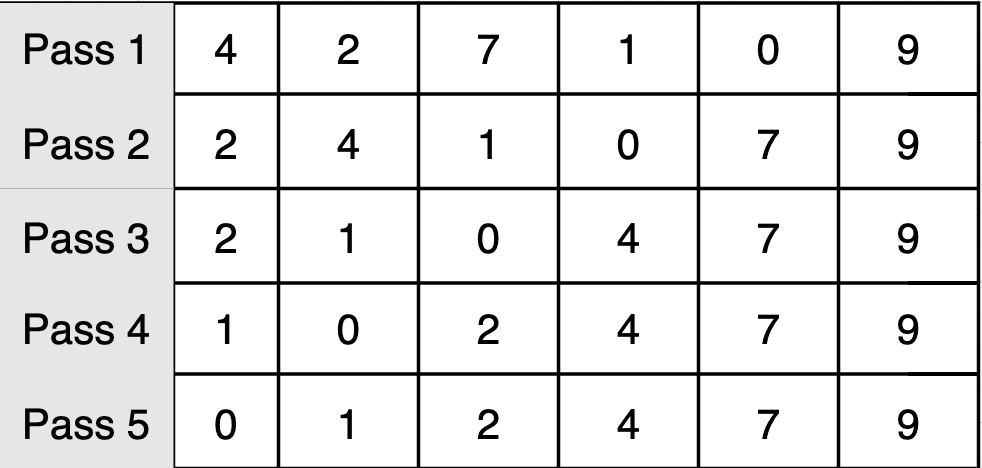 Pass 1 4 2 7 1 0 9
Pass 2 2 4 1 0 7 9
Pass 3 2 1 0 4 7 9
Pass 4 1 0 2 4 7 9
Pass 5 0 1 2 4 7 9